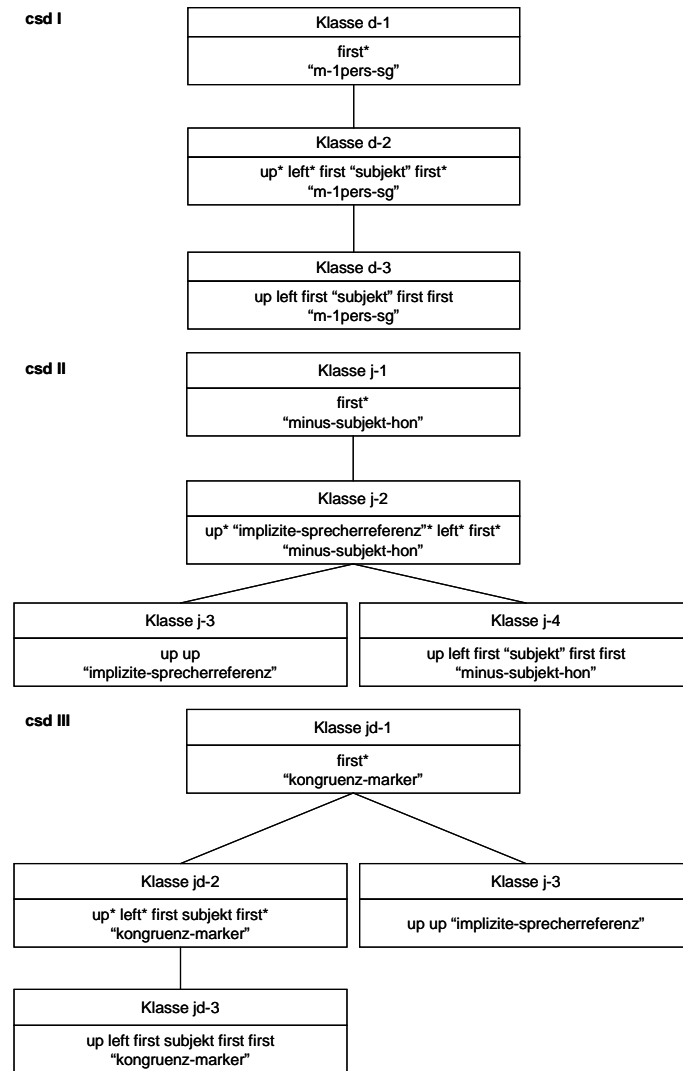 csd I
Klasse d-1
first*
“m-1pers-sg”
Klasse d-2
up* left* first “subjekt” first*
“m-1pers-sg”
Klasse d-3
up left first “subjekt” first first
“m-1pers-sg”
csd II
Klasse j-1
first*
“minus-subjekt-hon”
Klasse j-2
up* “implizite-sprecherreferenz”* left* first*
“minus-subjekt-hon”
Klasse j-3
up up
“implizite-sprecherreferenz”
Klasse j-4
up left first “subjekt” first first
“minus-subjekt-hon”
csd III
Klasse jd-1
first*
“kongruenz-marker”
Klasse jd-2
up* left* first subjekt first*
“kongruenz-marker”
Klasse j-3
up up “implizite-sprecherreferenz”
Klasse jd-3
up left first subjekt first first
“kongruenz-marker”